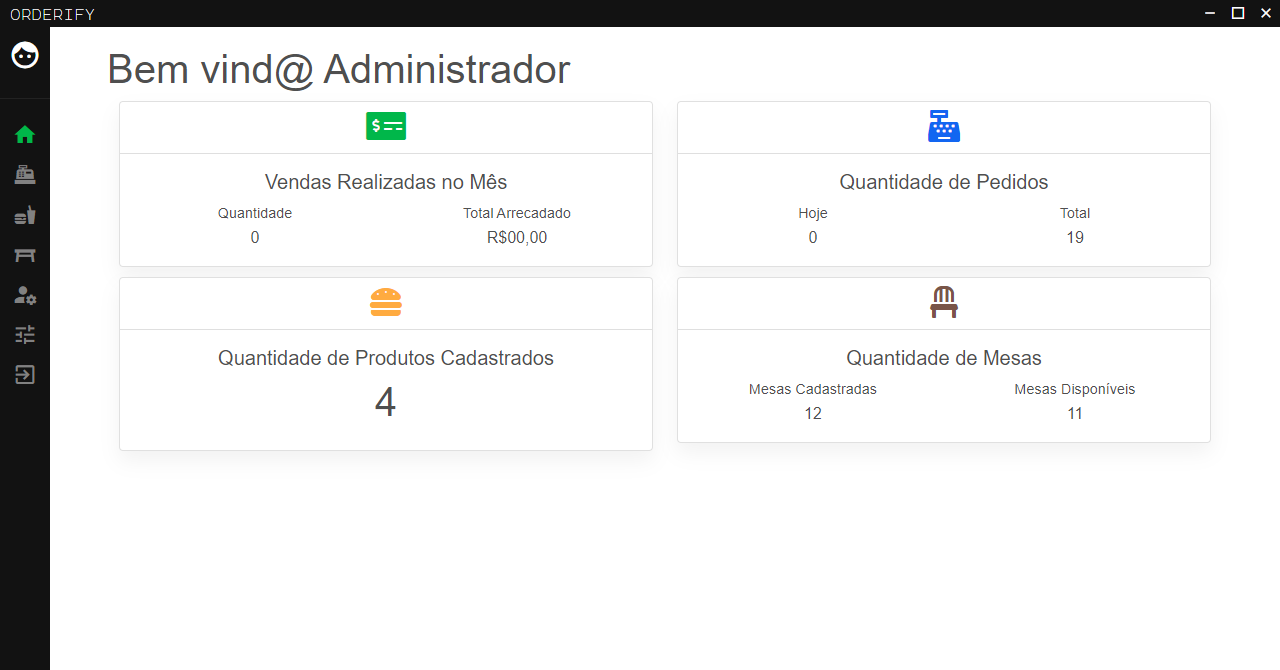 ORDERIFY
Bem vind@ Administrador
Vendas Realizadas no Mês
Quantidade
0
Total Arrecadado
R$00,00
Quantidade de Pedidos
Hoje
0
Total
19
Quantidade de Produtos Cadastrados
4
Quantidade de Mesas
Mesas Cadastradas
12
Mesas Disponíveis
11